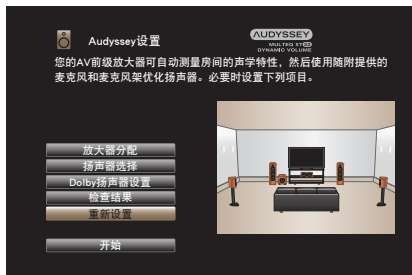 Audyssey设置
AUDYSSEY
MULTEQ XT32
DYNAMIC VOLUME
您的AV前级放大器可自动测量房间的声学特性，然后使用随附提供的
麦克风和麦克风架优化扬声器。必要时设置下列项目。
放大器分配
扬声器选择
Dolby扬声器设置
检查结果
重新设置
开始